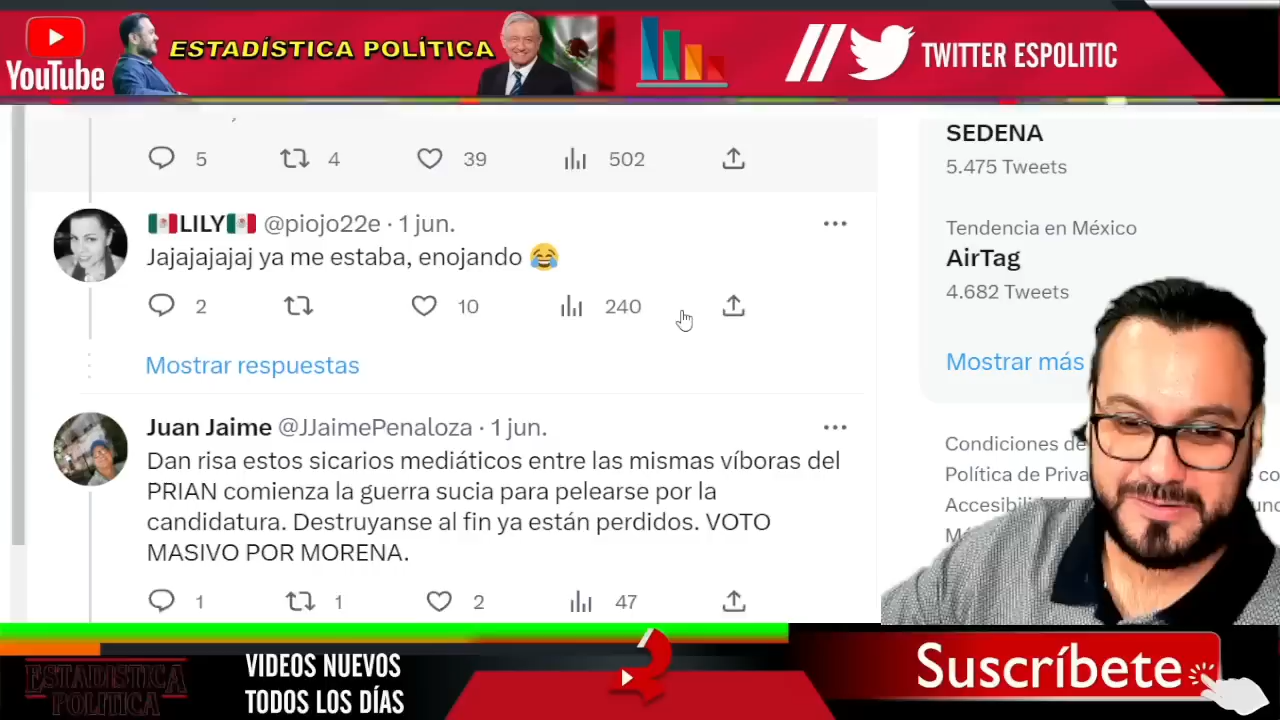 YouTube
ESTADÍSTICA POLÍTICA
TWITTER ESPOLITIC
5 4 39 502
🇲🇽LILY🇲🇽 @piojo22e · 1 jun.
Jajajajajaj ya me estaba, enojando 😂
2 10 240
Mostrar respuestas
Juan Jaime @JJaimePenaloza · 1 jun.
Dan risa estos sicarios mediáticos entre las mismas víboras del
PRIAN comienza la guerra sucia para pelearse por la
candidatura. Destruyanse al fin ya están perdidos. VOTO
MASIVO POR MORENA.
1 1 2 47
SEDENA
5.475 Tweets
Tendencia en México
AirTag
4.682 Tweets
Mostrar más
Condiciones de
Política de Priva
ESTADÍSTICA
POLÍTICA
VIDEOS NUEVOS
TODOS LOS DÍAS
Suscríbete